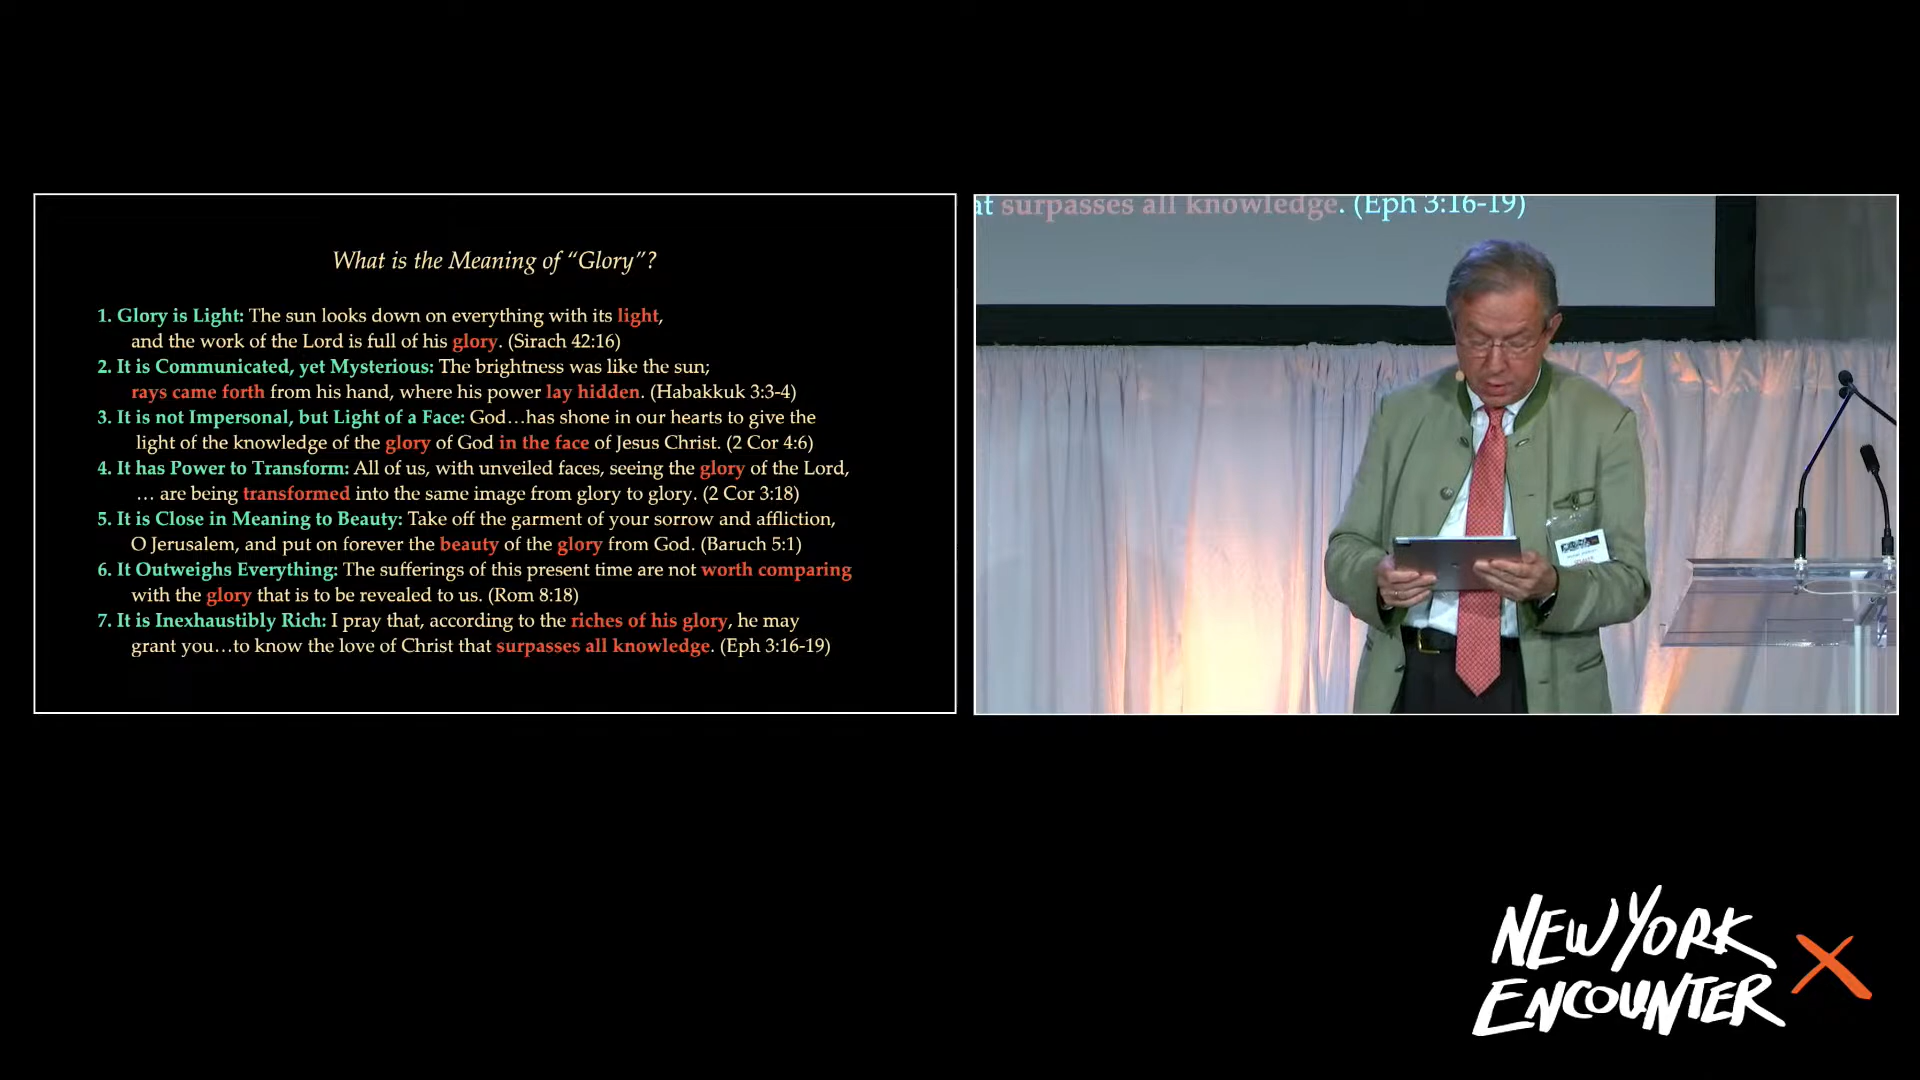 What is the Meaning of “Glory”?
1. Glory is Light: The sun looks down on everything with its light,
and the work of the Lord is full of his glory. (Sirach 42:16)
2. It is Communicated, yet Mysterious: The brightness was like the sun;
rays came forth from his hand, where his power lay hidden. (Habakkuk 3:3-4)
3. It is not Impersonal, but Light of a Face: God…has shone in our hearts to give the
light of the knowledge of the glory of God in the face of Jesus Christ. (2 Cor 4:6)
4. It has Power to Transform: All of us, with unveiled faces, seeing the glory of the Lord,
… are being transformed into the same image from glory to glory. (2 Cor 3:18)
5. It is Close in Meaning to Beauty: Take off the garment of your sorrow and affliction,
O Jerusalem, and put on forever the beauty of the glory from God. (Baruch 5:1)
6. It Outweighs Everything: The sufferings of this present time are not worth comparing
with the glory that is to be revealed to us. (Rom 8:18)
7. It is Inexhaustibly Rich: I pray that, according to the riches of his glory, he may
grant you…to know the love of Christ that surpasses all knowledge. (Eph 3:16-19)
at surpasses all knowledge. (Eph 3:16-19)
NEW YORK
ENCOUNTER